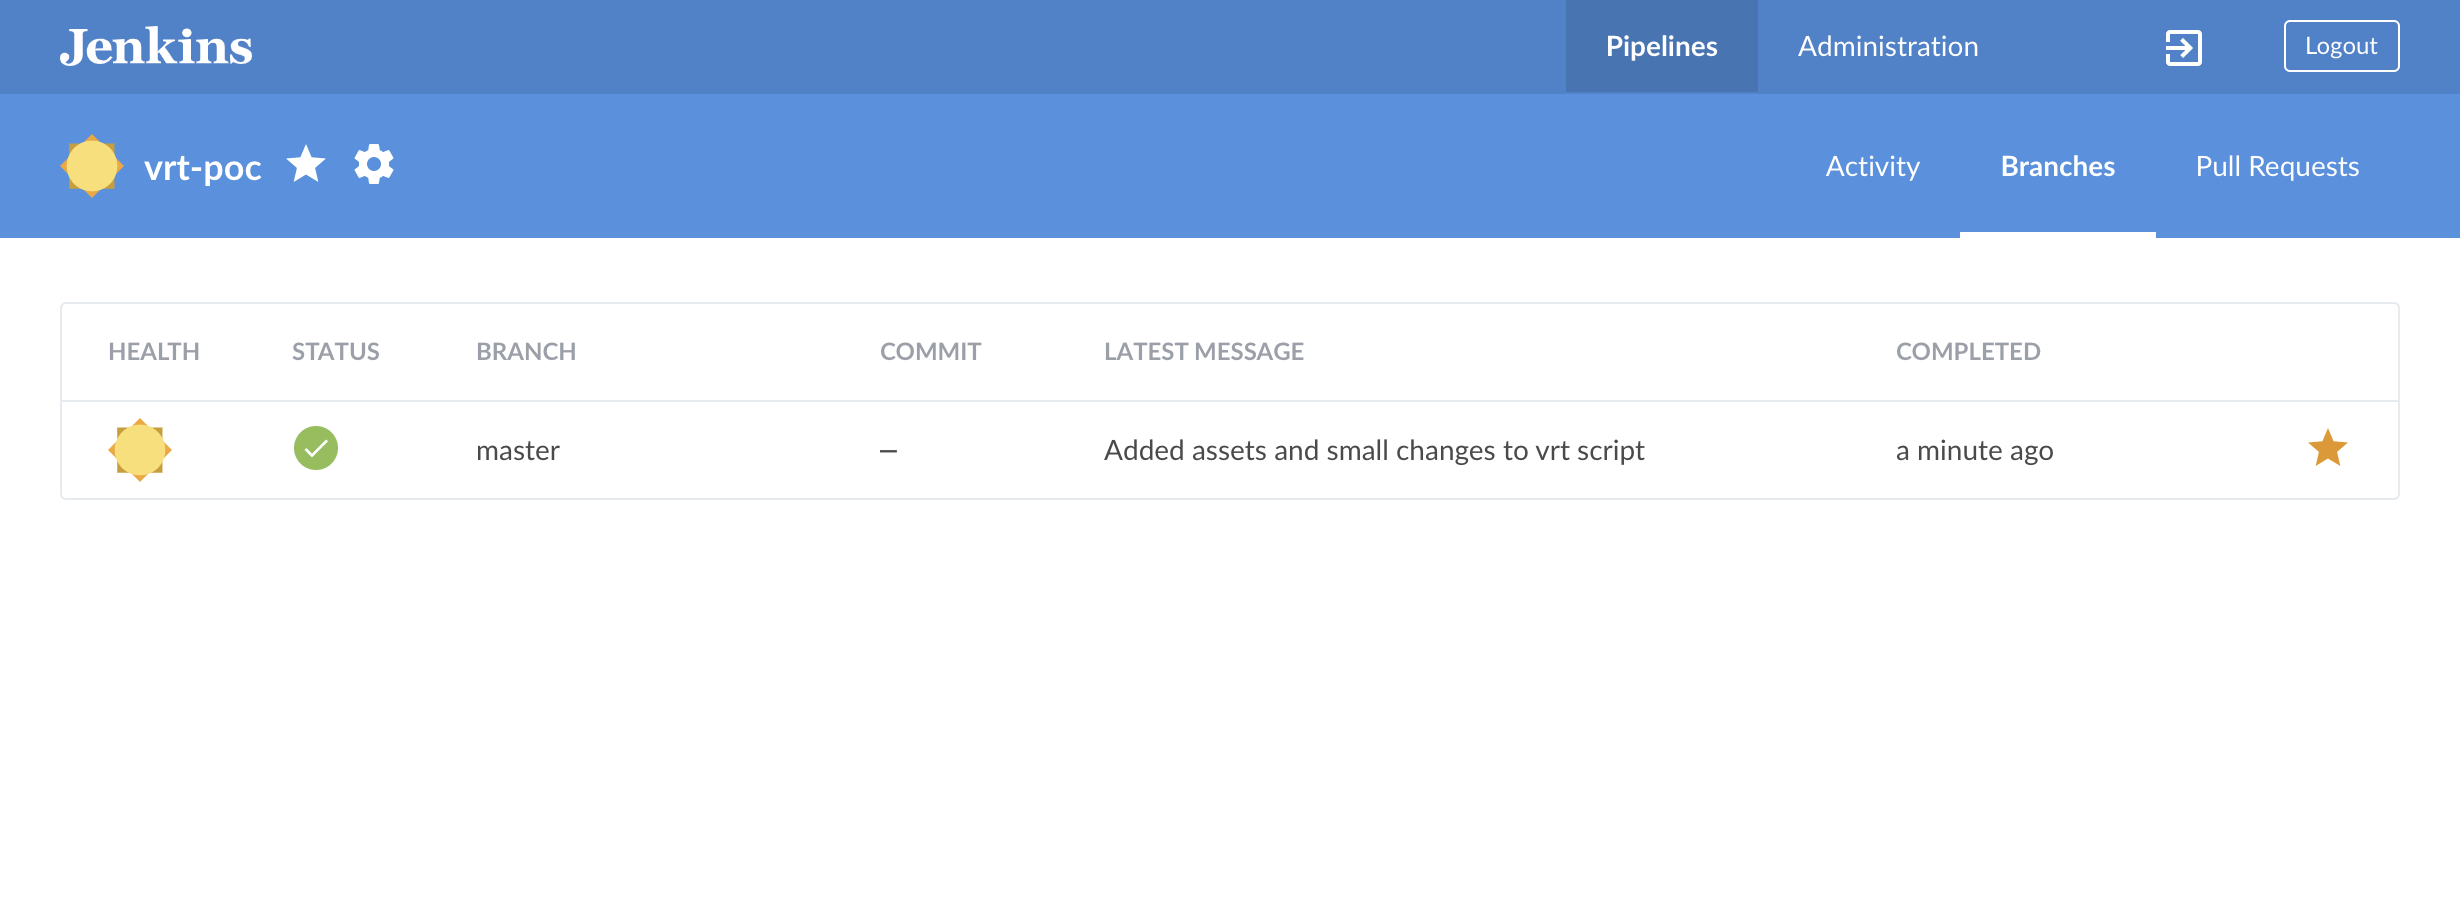 Jenkins Pipelines Administration Logout
vrt-poc Activity Branches Pull Requests
HEALTH STATUS BRANCH COMMIT LATEST MESSAGE COMPLETED
master – Added assets and small changes to vrt script a minute ago